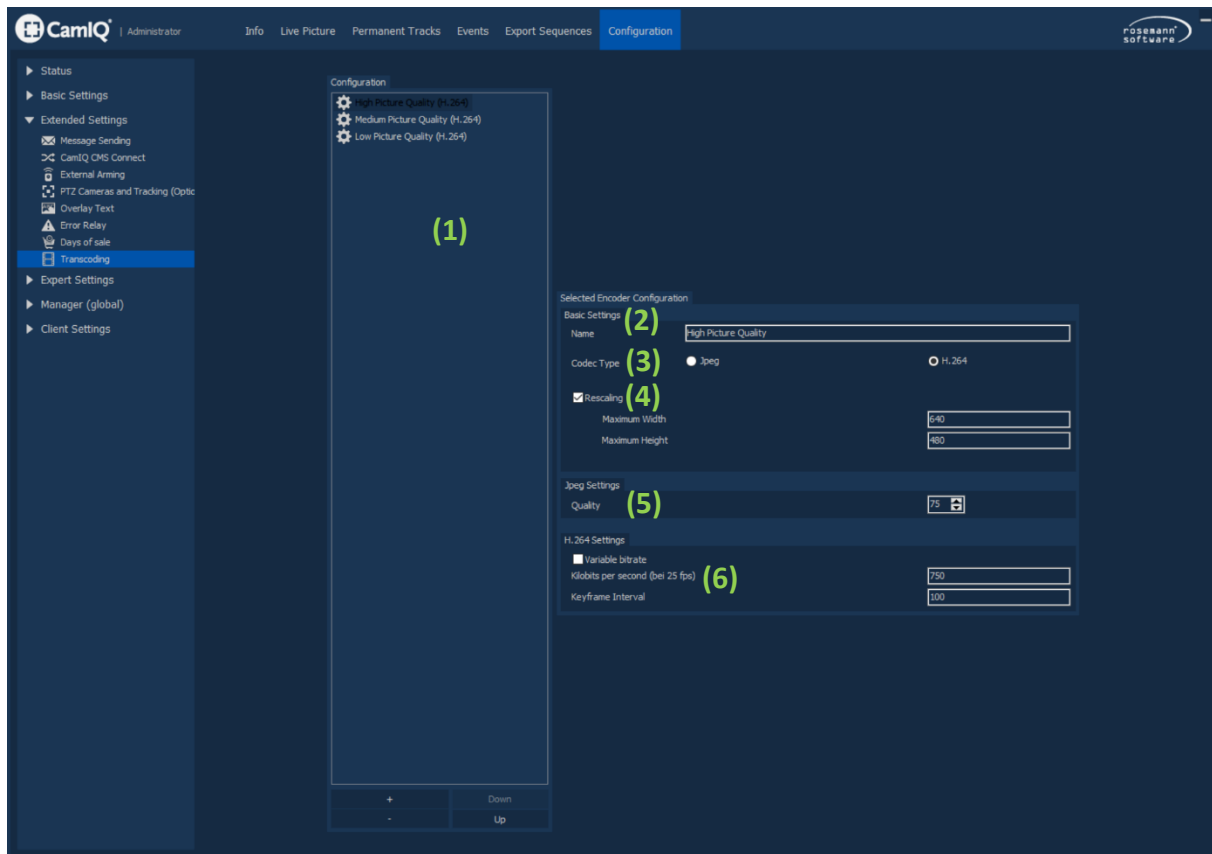 CamIQ | Administrator
Info Live Picture Permanent Tracks Events Export Sequences Configuration
rosemann software
Status
Basic Settings
Extended Settings
Message Sending
CamIQ CMS Connect
External Arming
PTZ Cameras and Tracking (Optic
Overlay Text
Error Relay
Days of sale
Transcoding
Expert Settings
Manager (global)
Client Settings
Configuration
High Picture Quality (H.264)
Medium Picture Quality (H.264)
Low Picture Quality (H.264)
(1)
+ Down
- Up
Selected Encoder Configuration
Basic Settings (2)
Name High Picture Quality
Codec Type (3) Jpeg H.264
Rescaling (4)
Maximum Width 640
Maximum Height 480
Jpeg Settings
Quality (5) 75
H.264 Settings
Variable bitrate
Kilobits per second (bei 25 fps) (6) 750
Keyframe Interval 100